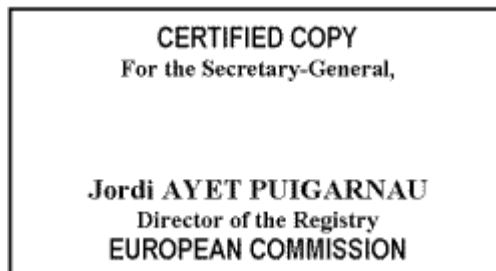 CERTIFIED COPY
For the Secretary-General,
Jordi AYET PUIGARNAU
Director of the Registry
EUROPEAN COMMISSION